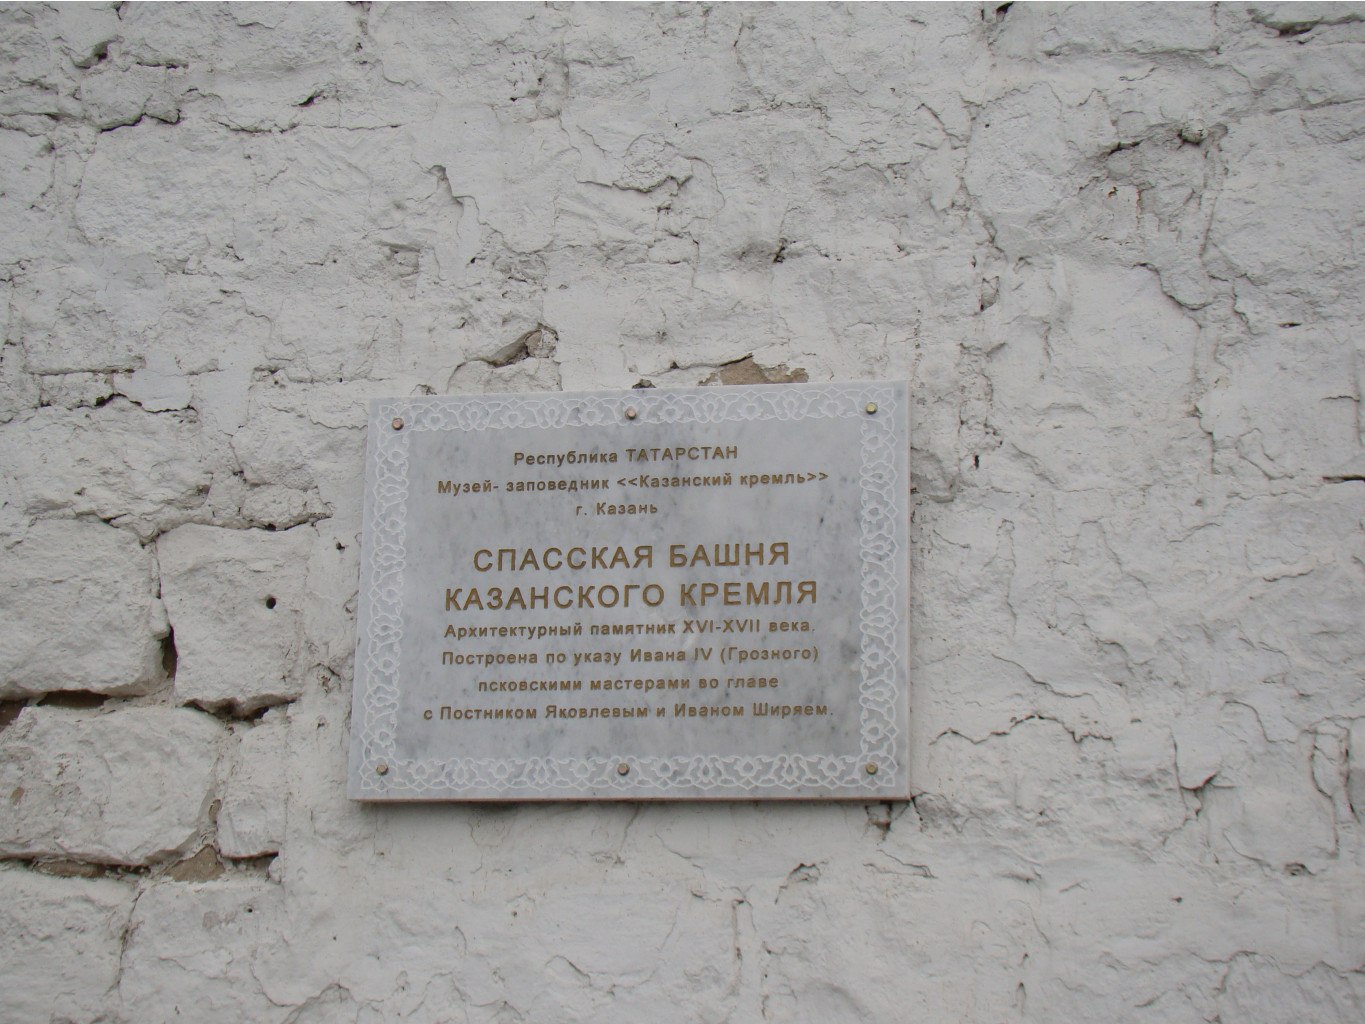 Республика ТАТАРСТАН
Музей- заповедник <<Казанский кремль>>
г. Казань
СПАССКАЯ БАШНЯ
КАЗАНСКОГО КРЕМЛЯ
Архитектурный памятник XVI-XVII века.
Построена по указу Ивана IV (Грозного)
псковскими мастерами во главе
с Постником Яковлевым и Иваном Ширяем.